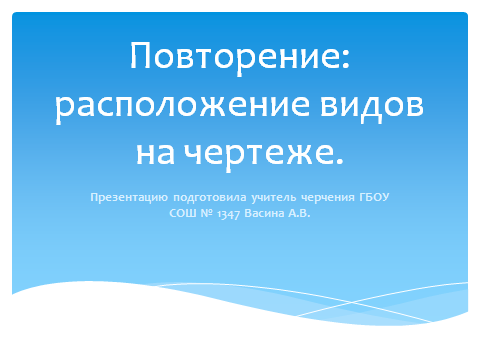 Повторение:
расположение видов
на чертеже.
Презентацию подготовила учитель черчения ГБОУ
СОШ № 1347 Васина А.В.